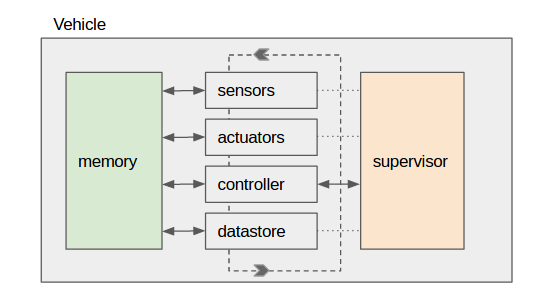 Vehicle
memory
sensors
actuators
controller
datastore
supervisor